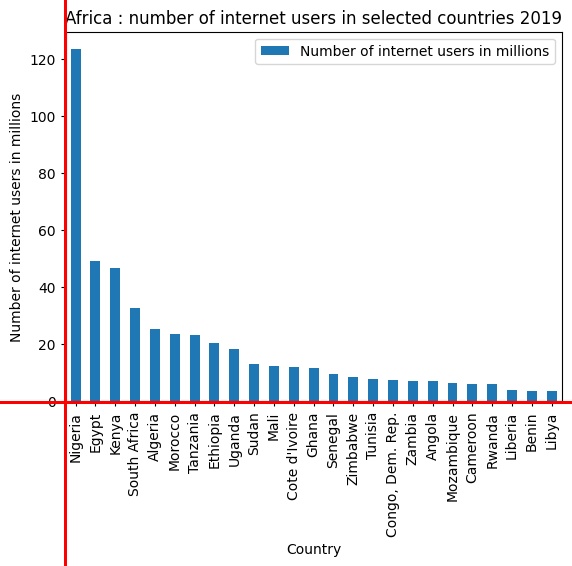 Africa : number of internet users in selected countries 2019
Number of internet users in millions
Number of internet users in millions
120
100
80
60
40
20
0
Nigeria
Egypt
Kenya
South Africa
Algeria
Morocco
Tanzania
Ethiopia
Uganda
Sudan
Mali
Cote d'Ivoire
Ghana
Senegal
Zimbabwe
Tunisia
Congo, Dem. Rep.
Zambia
Angola
Mozambique
Cameroon
Rwanda
Liberia
Benin
Libya
Country